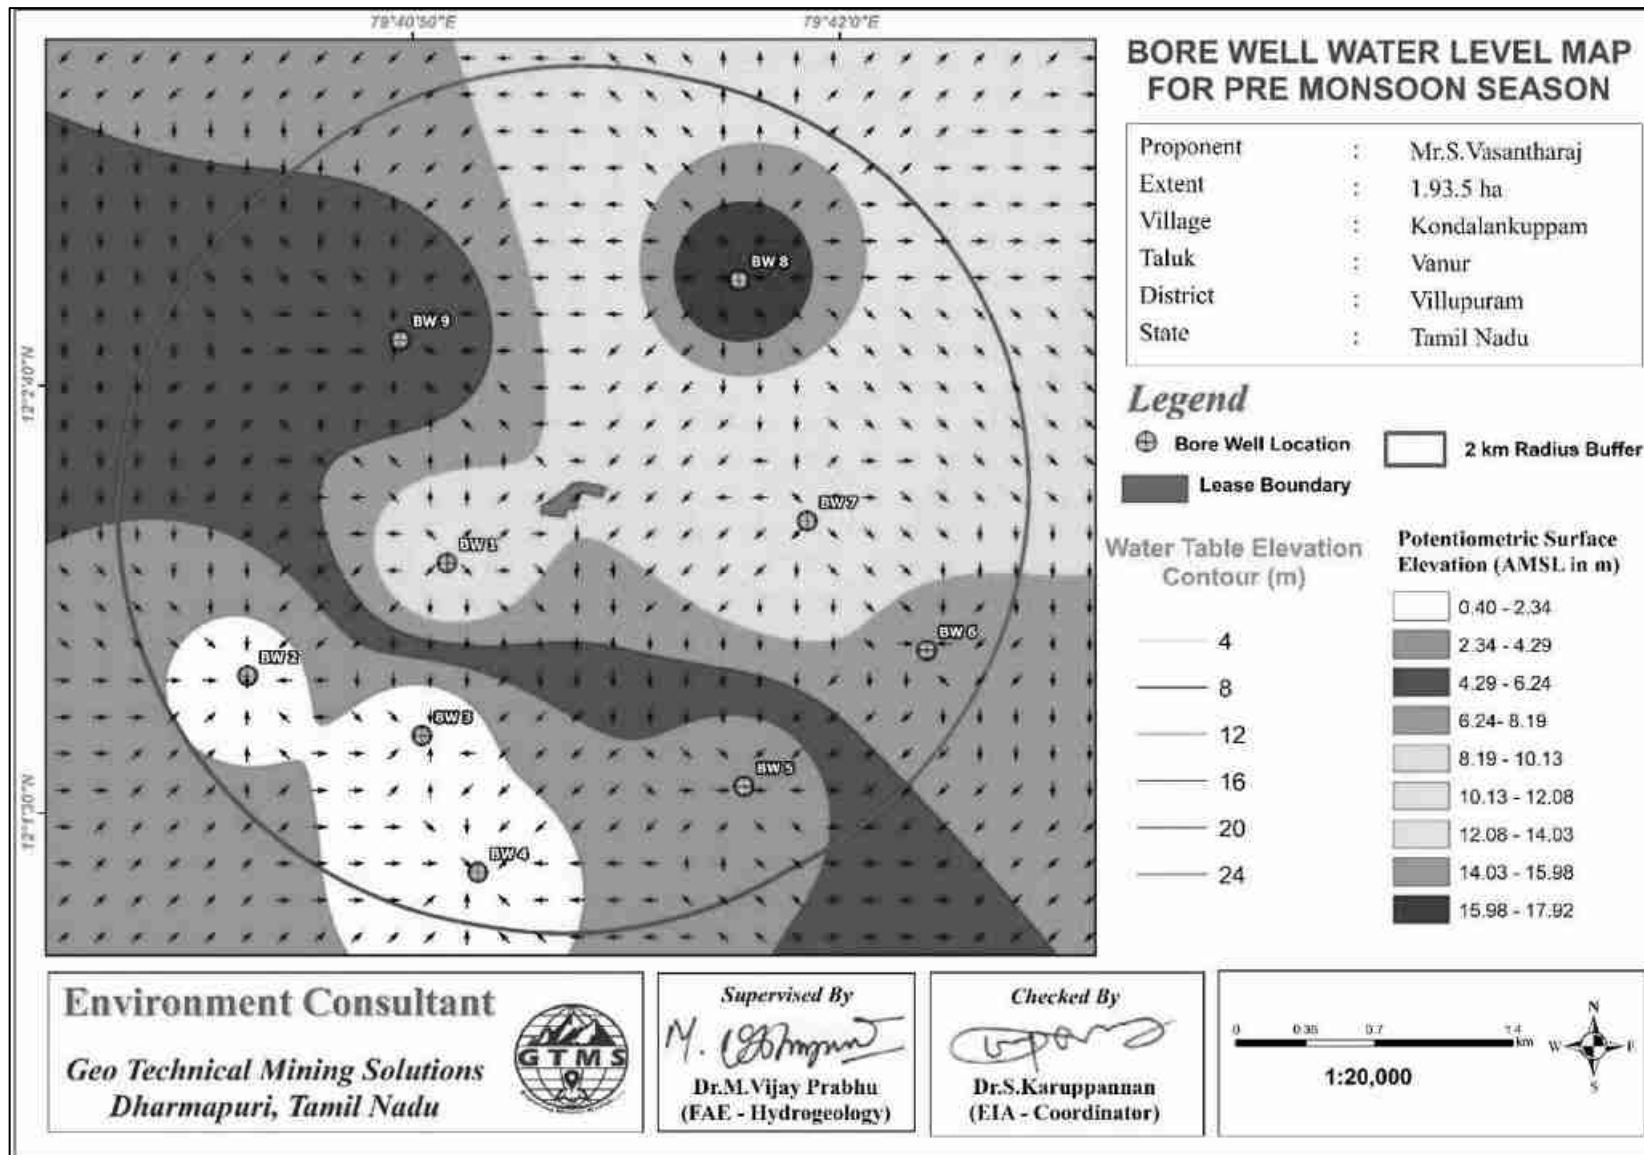 79°40'50"E
79°42'0"E
12°2'40"N
12°1'30"N
BW 8
BW 9
BW 7
BW 1
BW 6
BW 2
BW 3
BW 5
BW 4
BORE WELL WATER LEVEL MAP
FOR PRE MONSOON SEASON
Proponent : Mr.S.Vasantharaj
Extent : 1.93.5 ha
Village : Kondalankuppam
Taluk : Vanur
District : Villupuram
State : Tamil Nadu
Legend
Bore Well Location
2 km Radius Buffer
Lease Boundary
Water Table Elevation
Contour (m)
4
8
12
16
20
24
Potentiometric Surface
Elevation (AMSL in m)
0.40 - 2.34
2.34 - 4.29
4.29 - 6.24
6.24- 8.19
8.19 - 10.13
10.13 - 12.08
12.08 - 14.03
14.03 - 15.98
15.98 - 17.92
Environment Consultant
Geo Technical Mining Solutions
Dharmapuri, Tamil Nadu
GTMS
Supervised By
Dr.M.Vijay Prabhu
(FAE - Hydrogeology)
Checked By
Dr.S.Karuppannan
(EIA - Coordinator)
0 0.35 0.7 1.4
km
1:20,000
N
W E
S